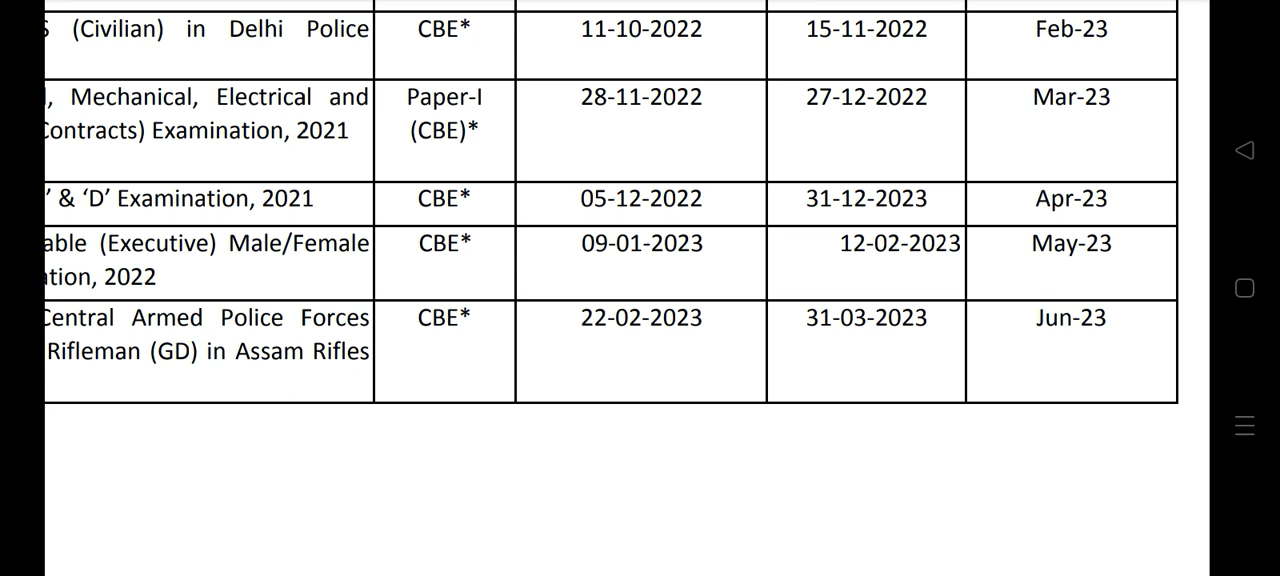 (Civilian) in Delhi Police CBE* 11-10-2022 15-11-2022 Feb-23
Mechanical, Electrical and Paper-I 28-11-2022 27-12-2022 Mar-23
Contracts) Examination, 2021 (CBE)*
’ & ‘D’ Examination, 2021 CBE* 05-12-2022 31-12-2023 Apr-23
able (Executive) Male/Female CBE* 09-01-2023 12-02-2023 May-23
ation, 2022
Central Armed Police Forces CBE* 22-02-2023 31-03-2023 Jun-23
Rifleman (GD) in Assam Rifles